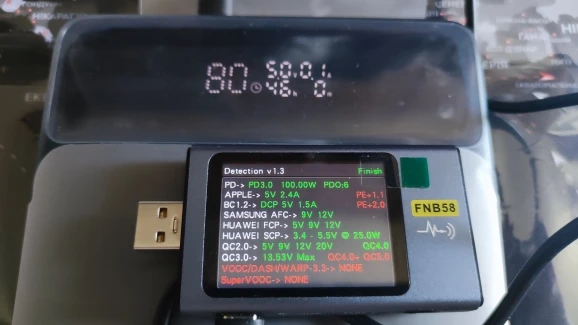 80 50.01
46. 0.
Detection v1.3 Finish
PD-> PD3.0 100.00W PDO:6
APPLE-> 5V 2.4A PE+1.1
BC1.2-> DCP 5V 1.5A PE+2.0
SAMSUNG AFC-> 9V 12V
HUAWEI FCP-> 5V 9V 12V
HUAWEI SCP-> 3.4 - 5.5V @ 25.0W
QC2.0-> 5V 9V 12V 20V QC4.0
QC3.0-> 13.53V Max QC4.0+ QC5.0
VOOC/DASH/WARP-3.3-> NONE
SuperVOOC-> NONE
FNB58